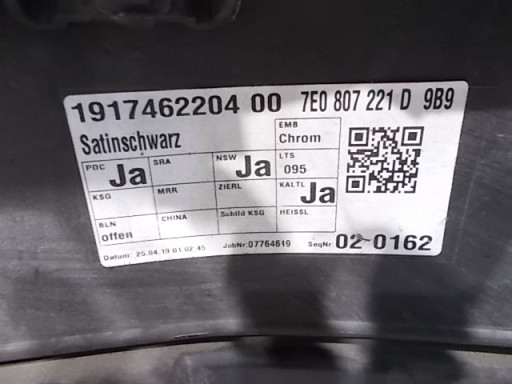 1917462204 00 7E0 807 221 D 9B9
Satinschwarz
EMB
Chrom
PDC Ja SRA NSW Ja LTS 095
KSG MRR ZIERL KALTL Ja
BLN offen CHINA Schild KSG HEISSL
Datum: 25.04.19 01:02:45 JobNr:07764619 SeqNr: 02-0162